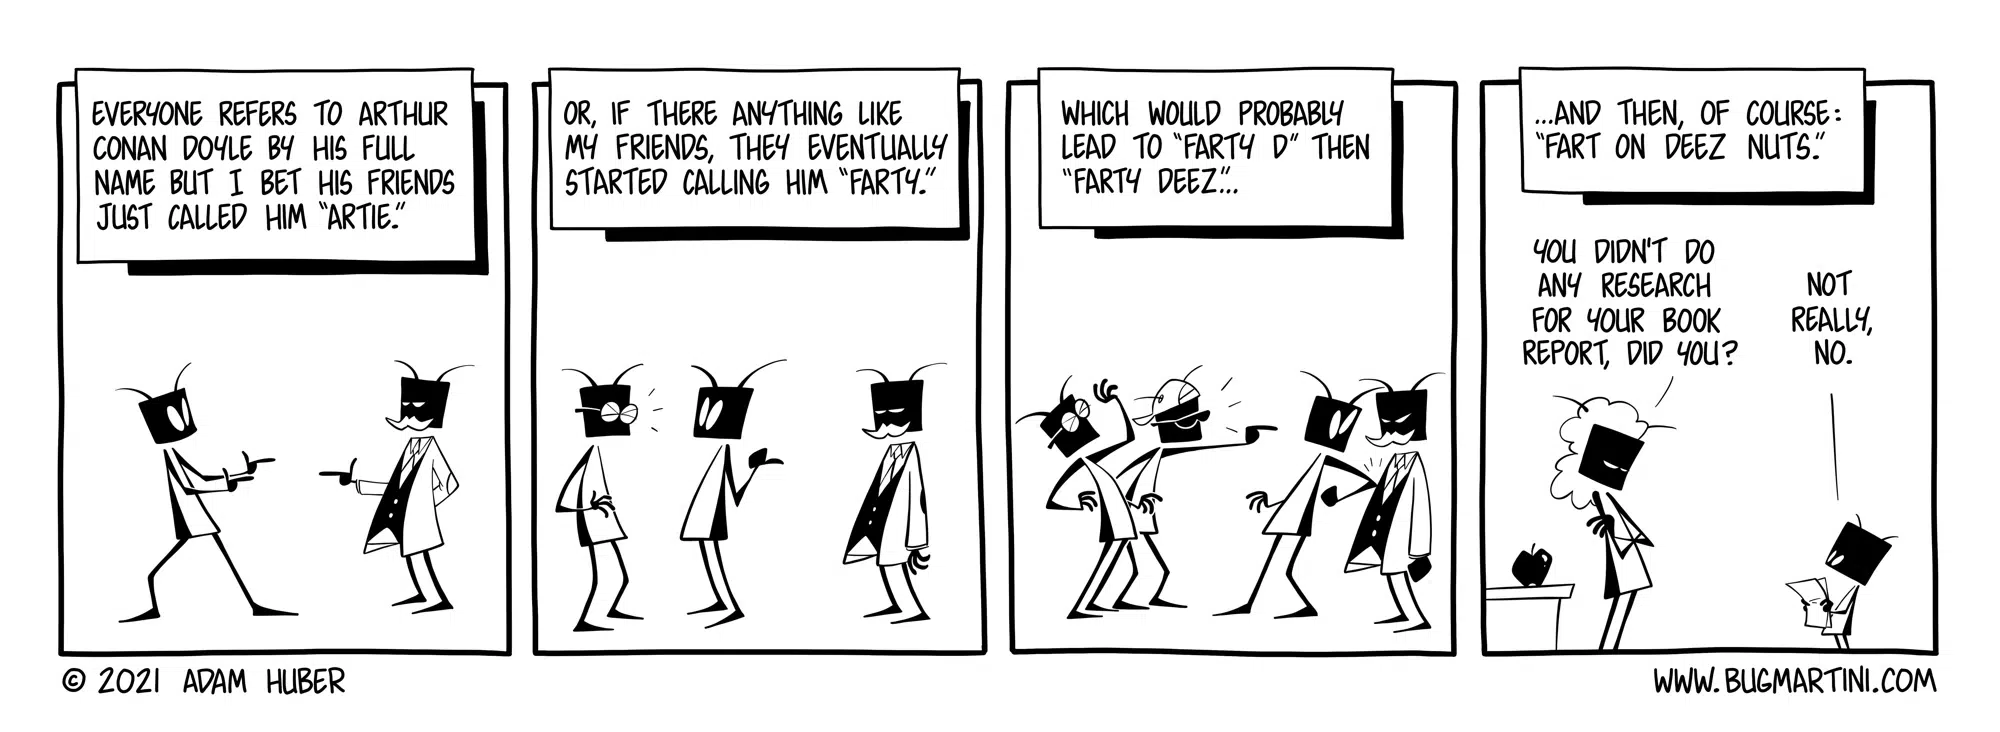 EVERYONE REFERS TO ARTHUR
CONAN DOYLE BY HIS FULL
NAME BUT I BET HIS FRIENDS
JUST CALLED HIM "ARTIE."
OR, IF THERE ANYTHING LIKE
MY FRIENDS, THEY EVENTUALLY
STARTED CALLING HIM "FARTY."
WHICH WOULD PROBABLY
LEAD TO "FARTY D" THEN
"FARTY DEEZ"...
...AND THEN, OF COURSE:
"FART ON DEEZ NUTS."
YOU DIDN'T DO
ANY RESEARCH
FOR YOUR BOOK
REPORT, DID YOU?
NOT
REALLY,
NO.
© 2021 ADAM HUBER
WWW.BUGMARTINI.COM